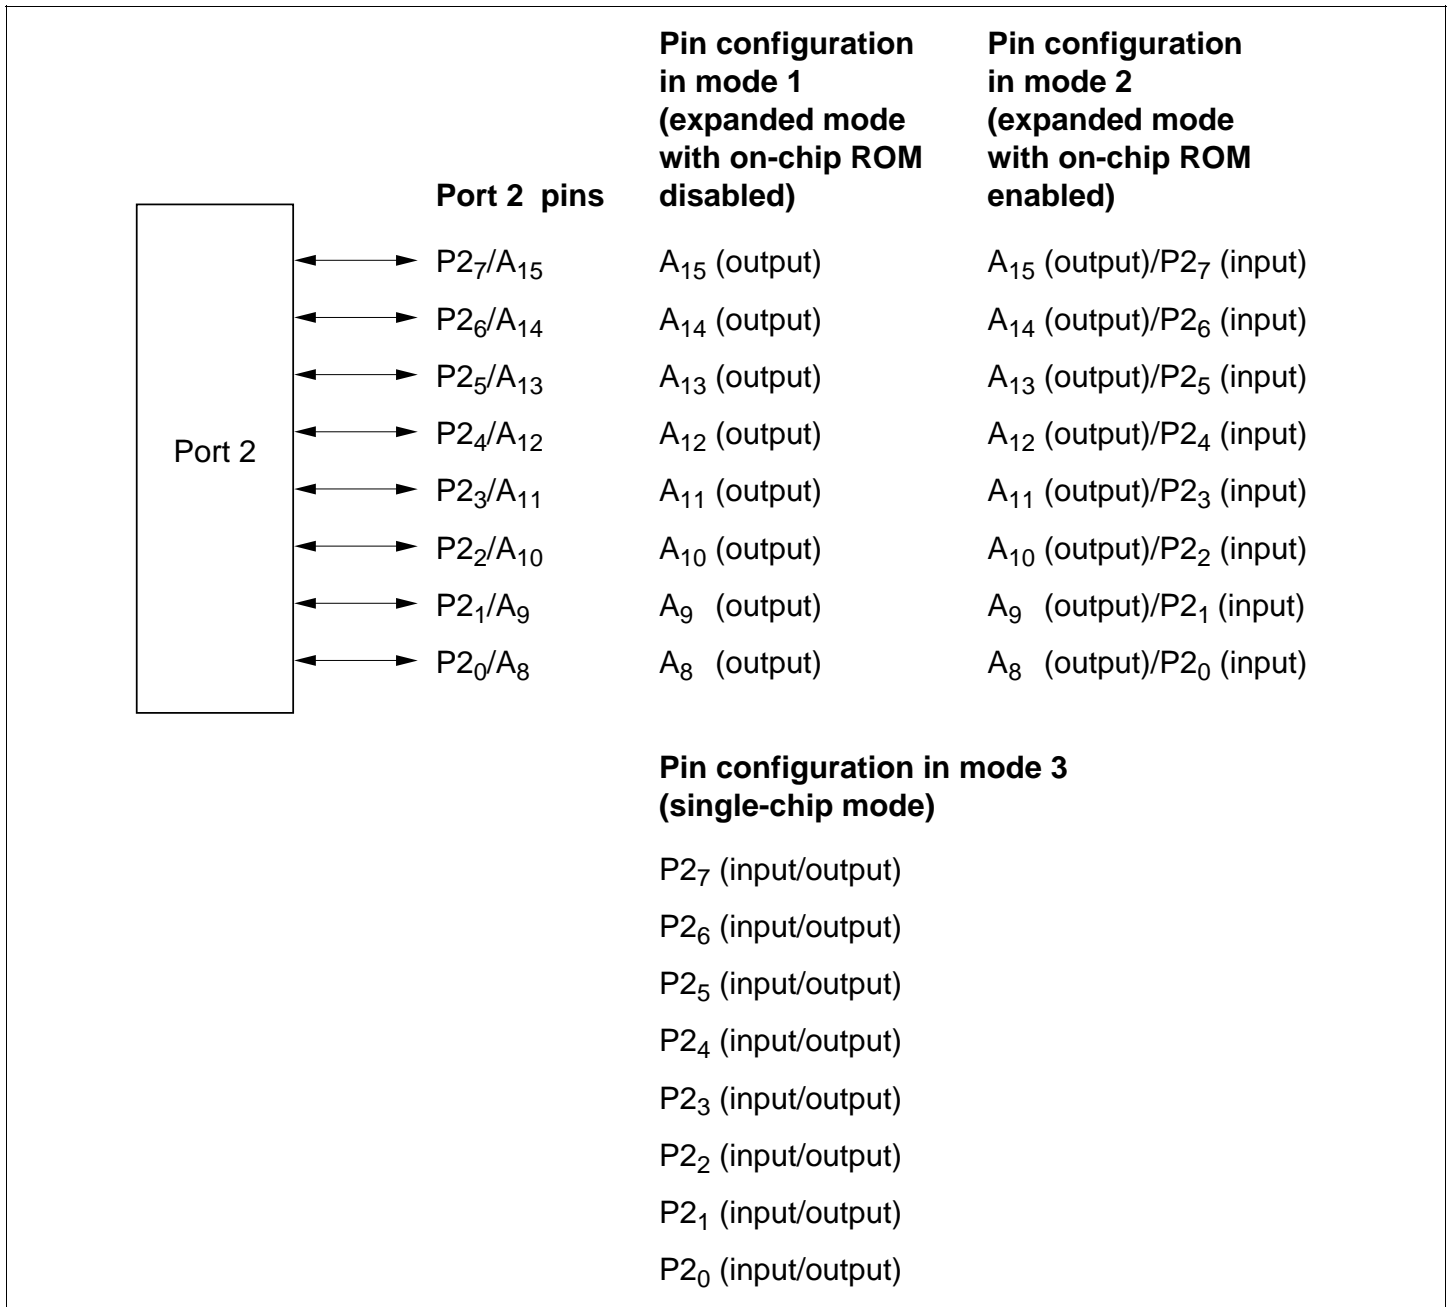 Pin configuration in mode 1 (expanded mode with on-chip ROM disabled)
Pin configuration in mode 2 (expanded mode with on-chip ROM enabled)
Port 2 pins
Port 2
P2₇/A₁₅ A₁₅ (output) A₁₅ (output)/P2₇ (input)
P2₆/A₁₄ A₁₄ (output) A₁₄ (output)/P2₆ (input)
P2₅/A₁₃ A₁₃ (output) A₁₃ (output)/P2₅ (input)
P2₄/A₁₂ A₁₂ (output) A₁₂ (output)/P2₄ (input)
P2₃/A₁₁ A₁₁ (output) A₁₁ (output)/P2₃ (input)
P2₂/A₁₀ A₁₀ (output) A₁₀ (output)/P2₂ (input)
P2₁/A₉ A₉ (output) A₉ (output)/P2₁ (input)
P2₀/A₈ A₈ (output) A₈ (output)/P2₀ (input)
Pin configuration in mode 3
(single-chip mode)
P2₇ (input/output)
P2₆ (input/output)
P2₅ (input/output)
P2₄ (input/output)
P2₃ (input/output)
P2₂ (input/output)
P2₁ (input/output)
P2₀ (input/output)